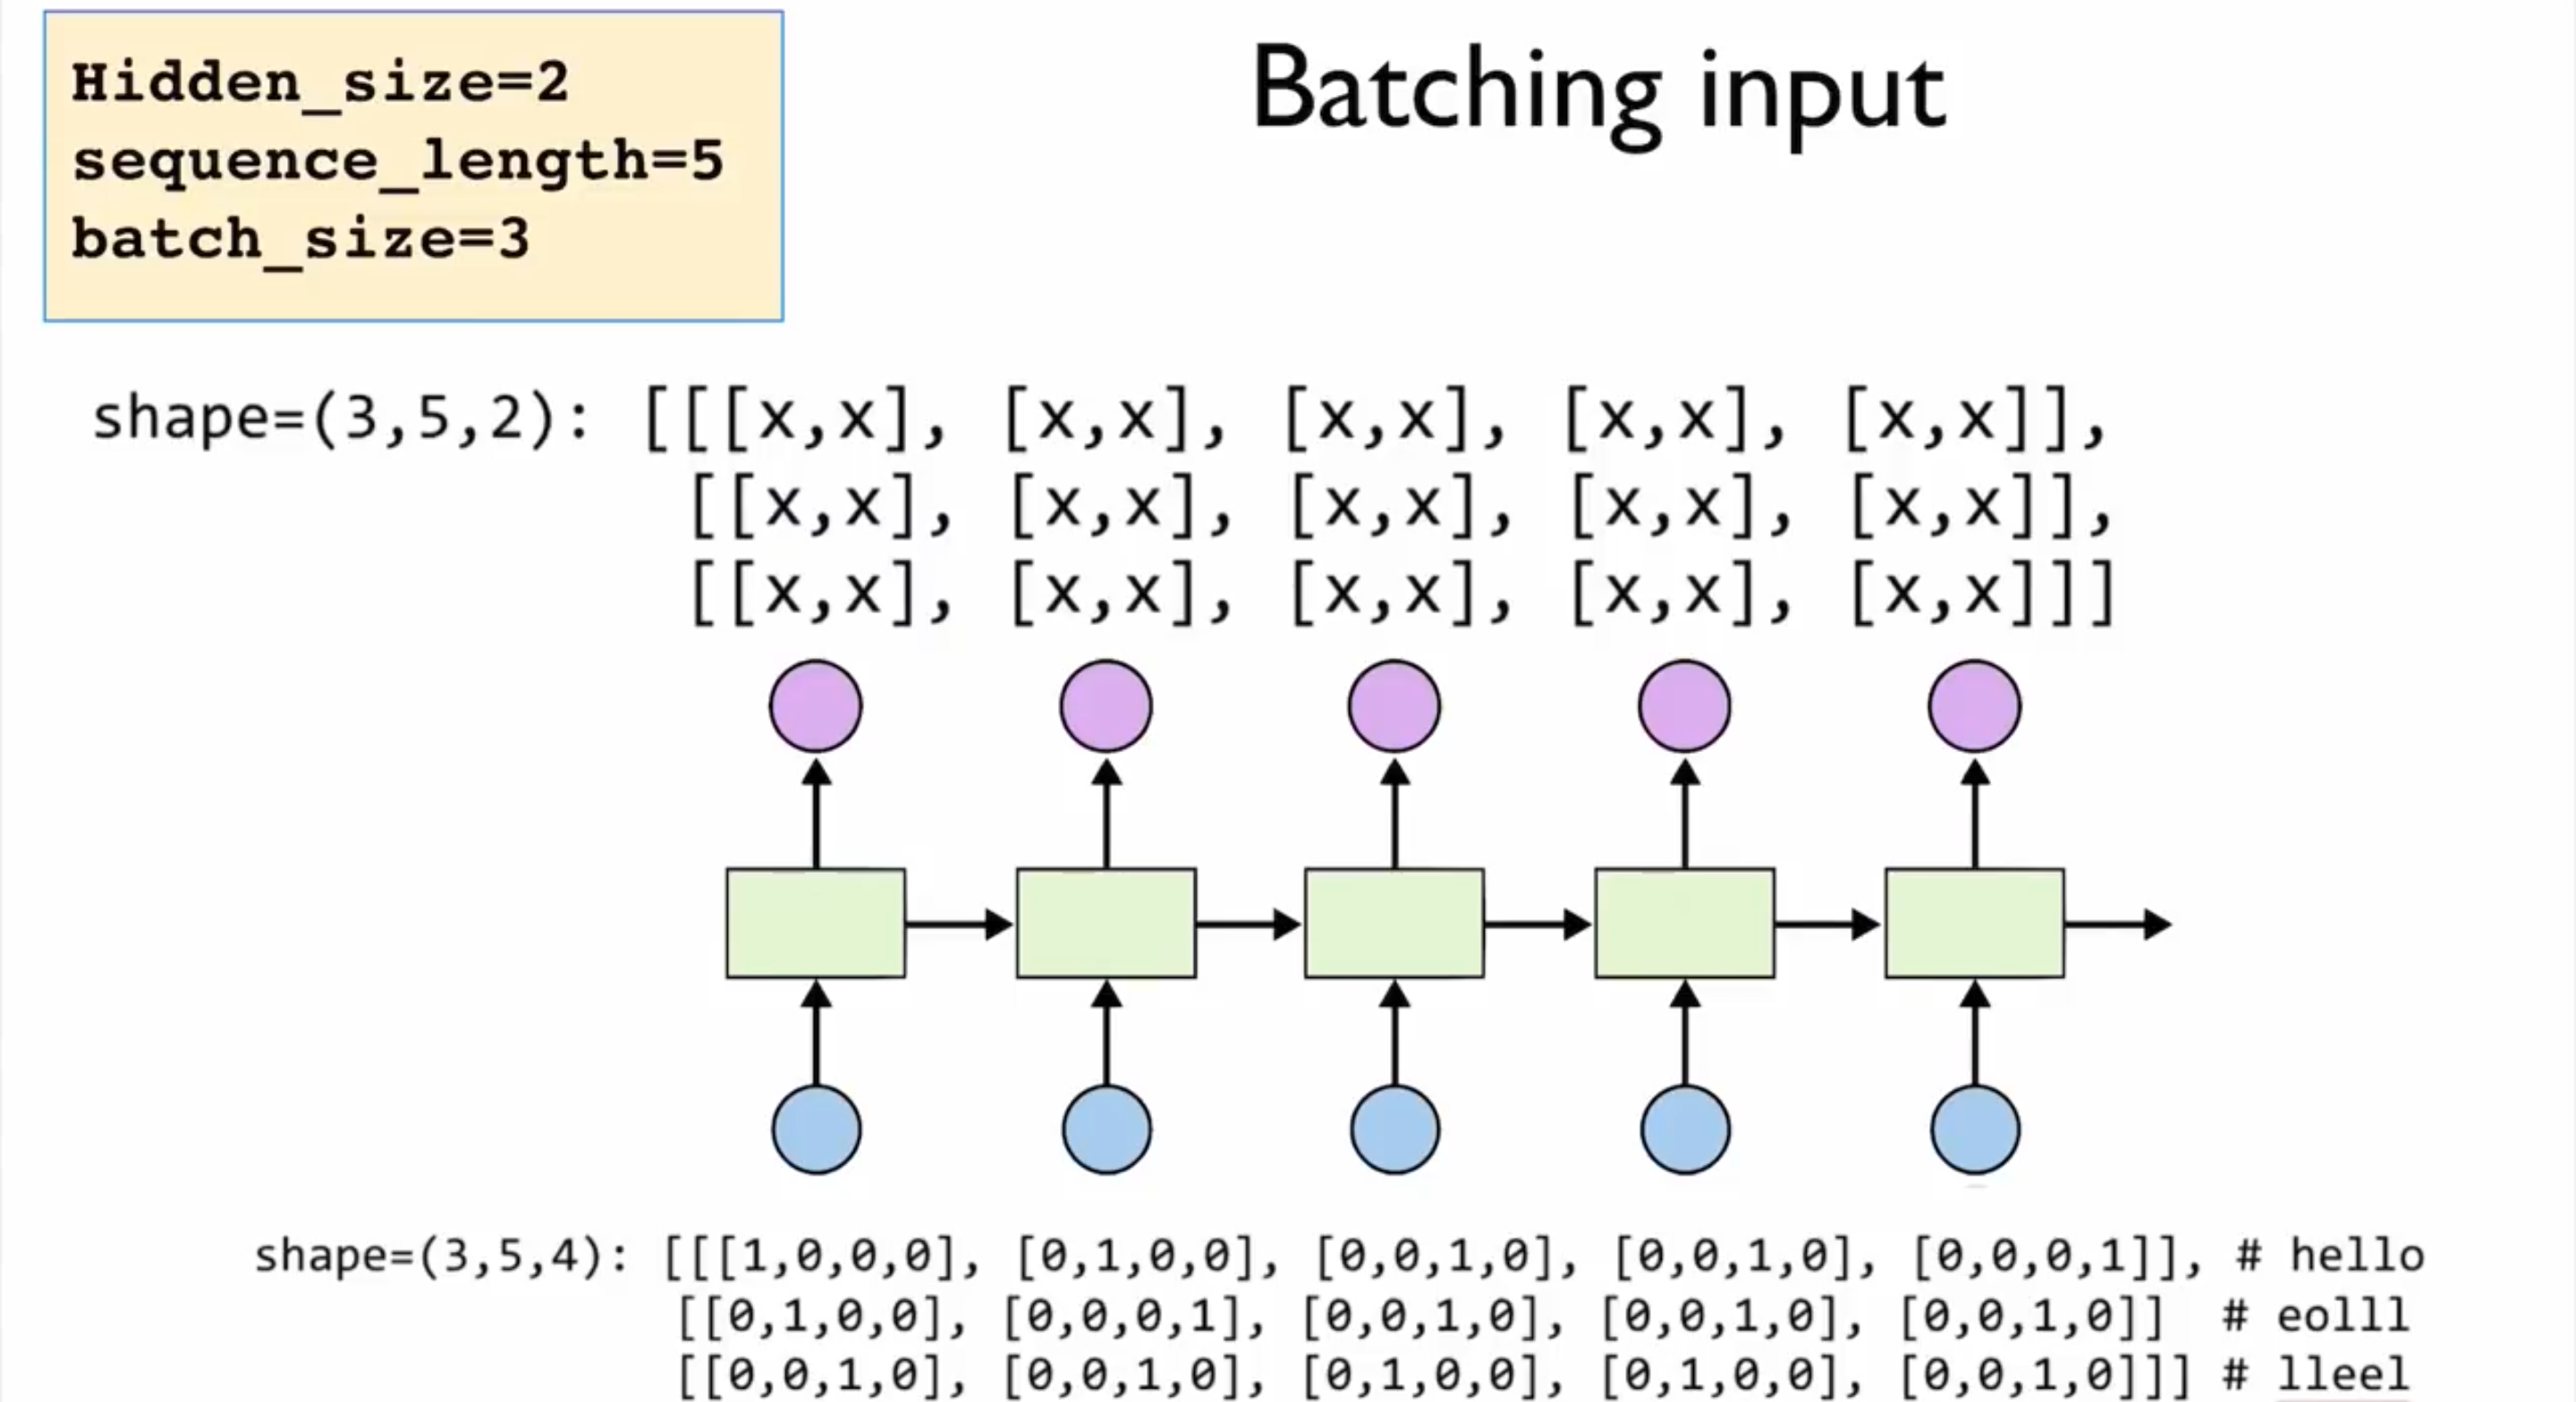 Hidden_size=2
sequence_length=5
batch_size=3
Batching input
shape=(3,5,2): [[[x,x], [x,x], [x,x], [x,x], [x,x]],
[[x,x], [x,x], [x,x], [x,x], [x,x]],
[[x,x], [x,x], [x,x], [x,x], [x,x]]]
shape=(3,5,4): [[[1,0,0,0], [0,1,0,0], [0,0,1,0], [0,0,1,0], [0,0,0,1]], # hello
[[0,1,0,0], [0,0,0,1], [0,0,1,0], [0,0,1,0], [0,0,1,0]] # eolll
[[0,0,1,0], [0,0,1,0], [0,1,0,0], [0,1,0,0], [0,0,1,0]]] # lleel